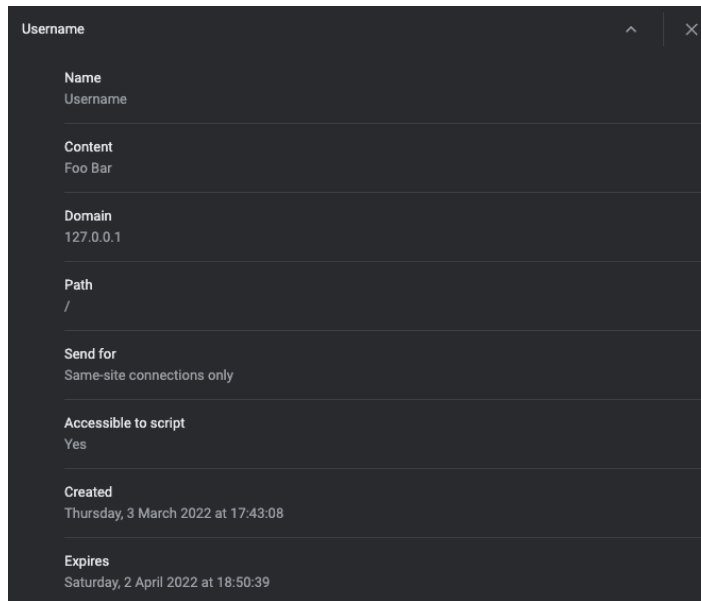 Username
Name
Username
Content
Foo Bar
Domain
127.0.0.1
Path
/
Send for
Same-site connections only
Accessible to script
Yes
Created
Thursday, 3 March 2022 at 17:43:08
Expires
Saturday, 2 April 2022 at 18:50:39